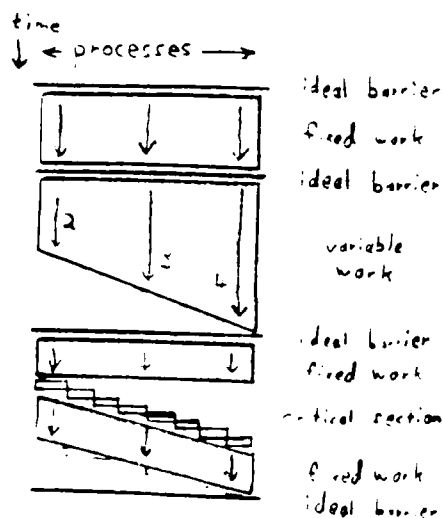 time
← processes →
ideal barrier
fixed work
ideal barrier
2
3
4
variable
work
ideal barrier
fixed work
critical section
fixed work
ideal barrier